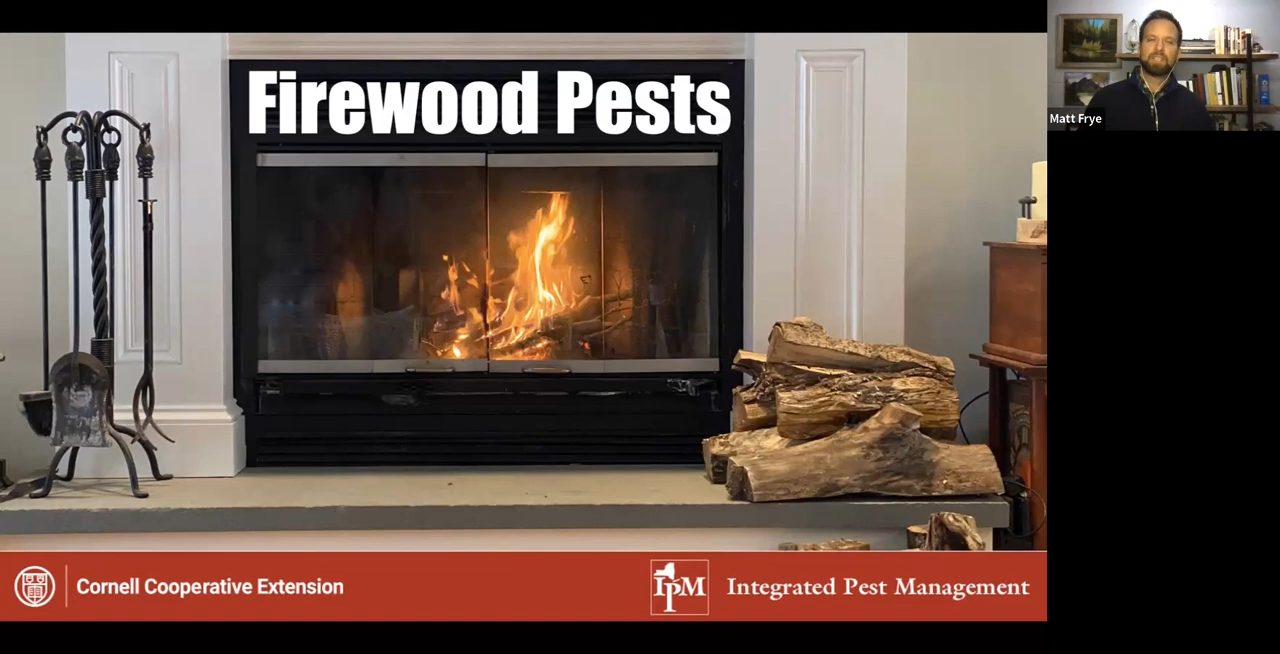 Firewood Pests
Matt Frye
Cornell Cooperative Extension
IPM
Integrated Pest Management